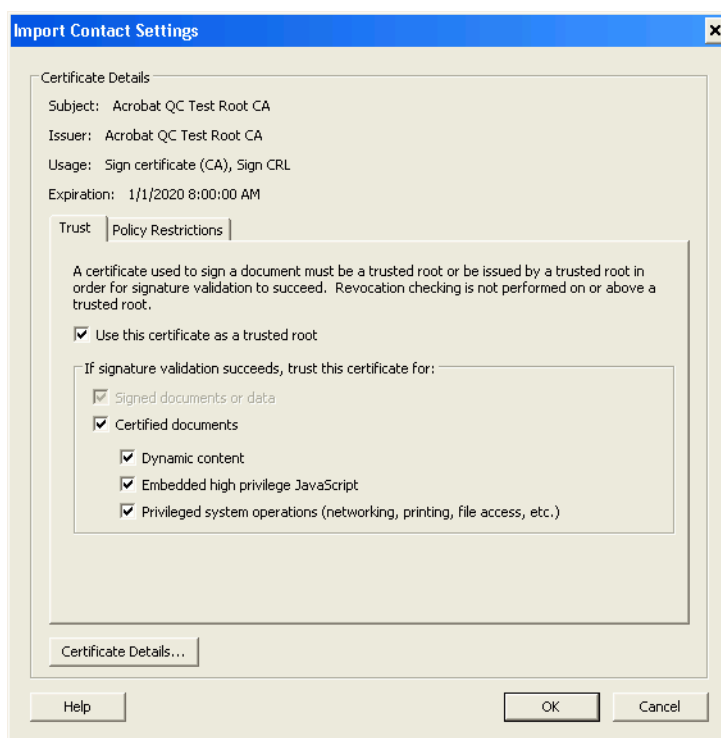 Import Contact Settings
Certificate Details
Subject: Acrobat QC Test Root CA
Issuer: Acrobat QC Test Root CA
Usage: Sign certificate (CA), Sign CRL
Expiration: 1/1/2020 8:00:00 AM
Trust Policy Restrictions
A certificate used to sign a document must be a trusted root or be issued by a trusted root in
order for signature validation to succeed. Revocation checking is not performed on or above a
trusted root.
Use this certificate as a trusted root
If signature validation succeeds, trust this certificate for:
Signed documents or data
Certified documents
Dynamic content
Embedded high privilege JavaScript
Privileged system operations (networking, printing, file access, etc.)
Certificate Details...
Help OK Cancel